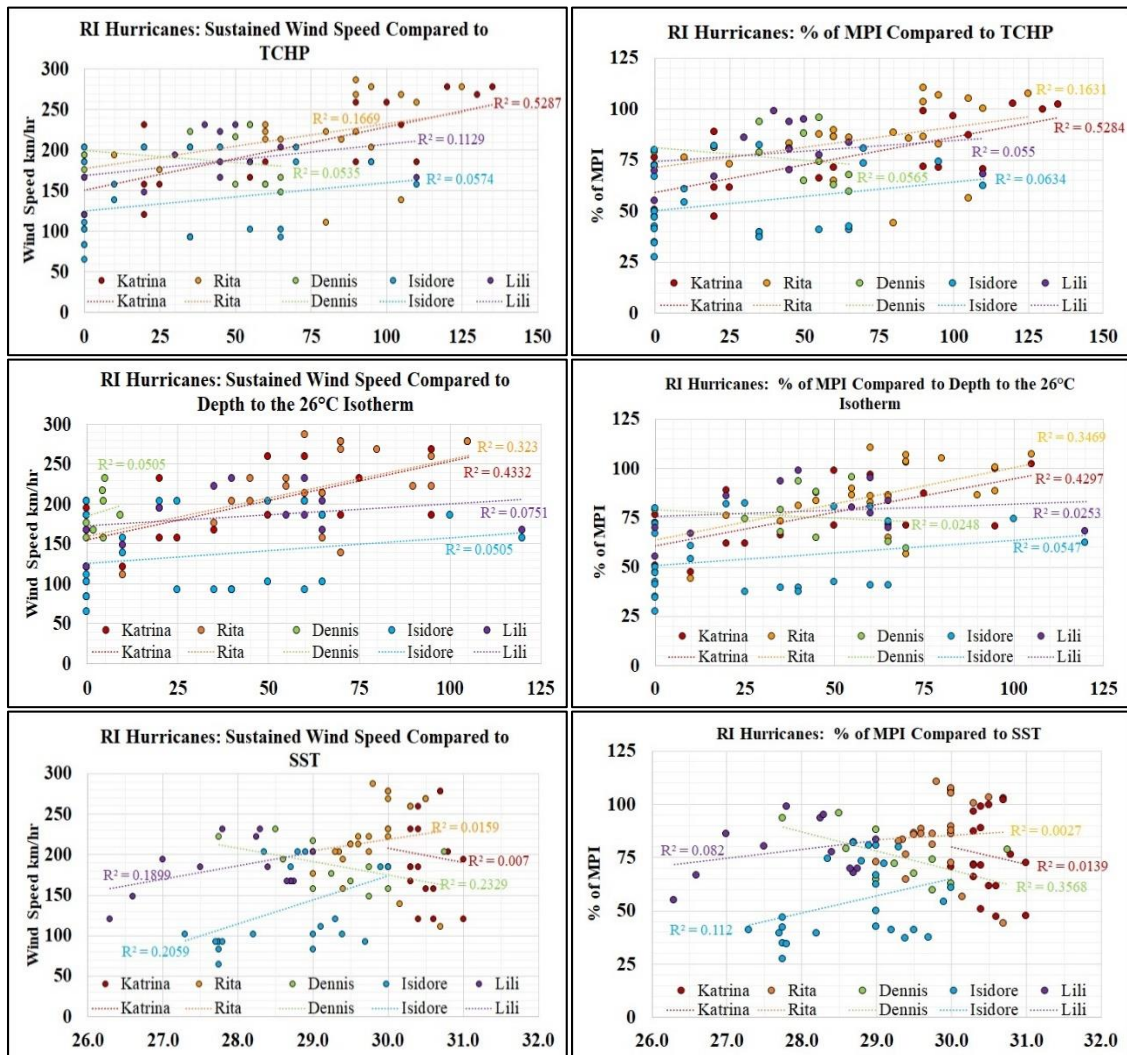 RI Hurricanes: Sustained Wind Speed Compared to
TCHP
Wind Speed km/hr
300
250
200
150
100
50
0
R² = 0.5287
R² = 0.1669
R² = 0.1129
R² = 0.0535
R² = 0.0574
Katrina Rita Dennis Isidore Lili
Katrina Rita Dennis Isidore Lili
0 25 50 75 100 125 150
RI Hurricanes: % of MPI Compared to TCHP
% of MPI
125
100
75
50
25
0
R² = 0.1631
R² = 0.5284
R² = 0.055
R² = 0.0565
R² = 0.0634
Katrina Rita Dennis Isidore Lili
Katrina Rita Dennis Isidore Lili
0 25 50 75 100 125 150
RI Hurricanes: Sustained Wind Speed Compared to
Depth to the 26°C Isotherm
Wind Speed km/hr
300
250
200
150
100
50
0
R² = 0.0505
R² = 0.323
R² = 0.4332
R² = 0.0751
R² = 0.0505
Katrina Rita Dennis Isidore Lili
Katrina Rita Dennis Isidore Lili
0 25 50 75 100 125
RI Hurricanes: % of MPI Compared to Depth to the 26°C
Isotherm
% of MPI
125
100
75
50
25
0
R² = 0.3469
R² = 0.4297
R² = 0.0253
R² = 0.0248
R² = 0.0547
Katrina Rita Dennis Isidore Lili
Katrina Rita Dennis Isidore Lili
0 25 50 75 100 125
RI Hurricanes: Sustained Wind Speed Compared to
SST
Wind Speed km/hr
300
250
200
150
100
50
0
R² = 0.0159
R² = 0.007
R² = 0.1899
R² = 0.2329
R² = 0.2059
Katrina Rita Dennis Isidore Lili
Katrina Rita Dennis Isidore Lili
26.0 27.0 28.0 29.0 30.0 31.0 32.0
RI Hurricanes: % of MPI Compared to SST
% of MPI
125
100
75
50
25
0
R² = 0.0027
R² = 0.082
R² = 0.0139
R² = 0.3568
R² = 0.112
Katrina Rita Dennis Isidore Lili
Katrina Rita Dennis Isidore Lili
26.0 27.0 28.0 29.0 30.0 31.0 32.0